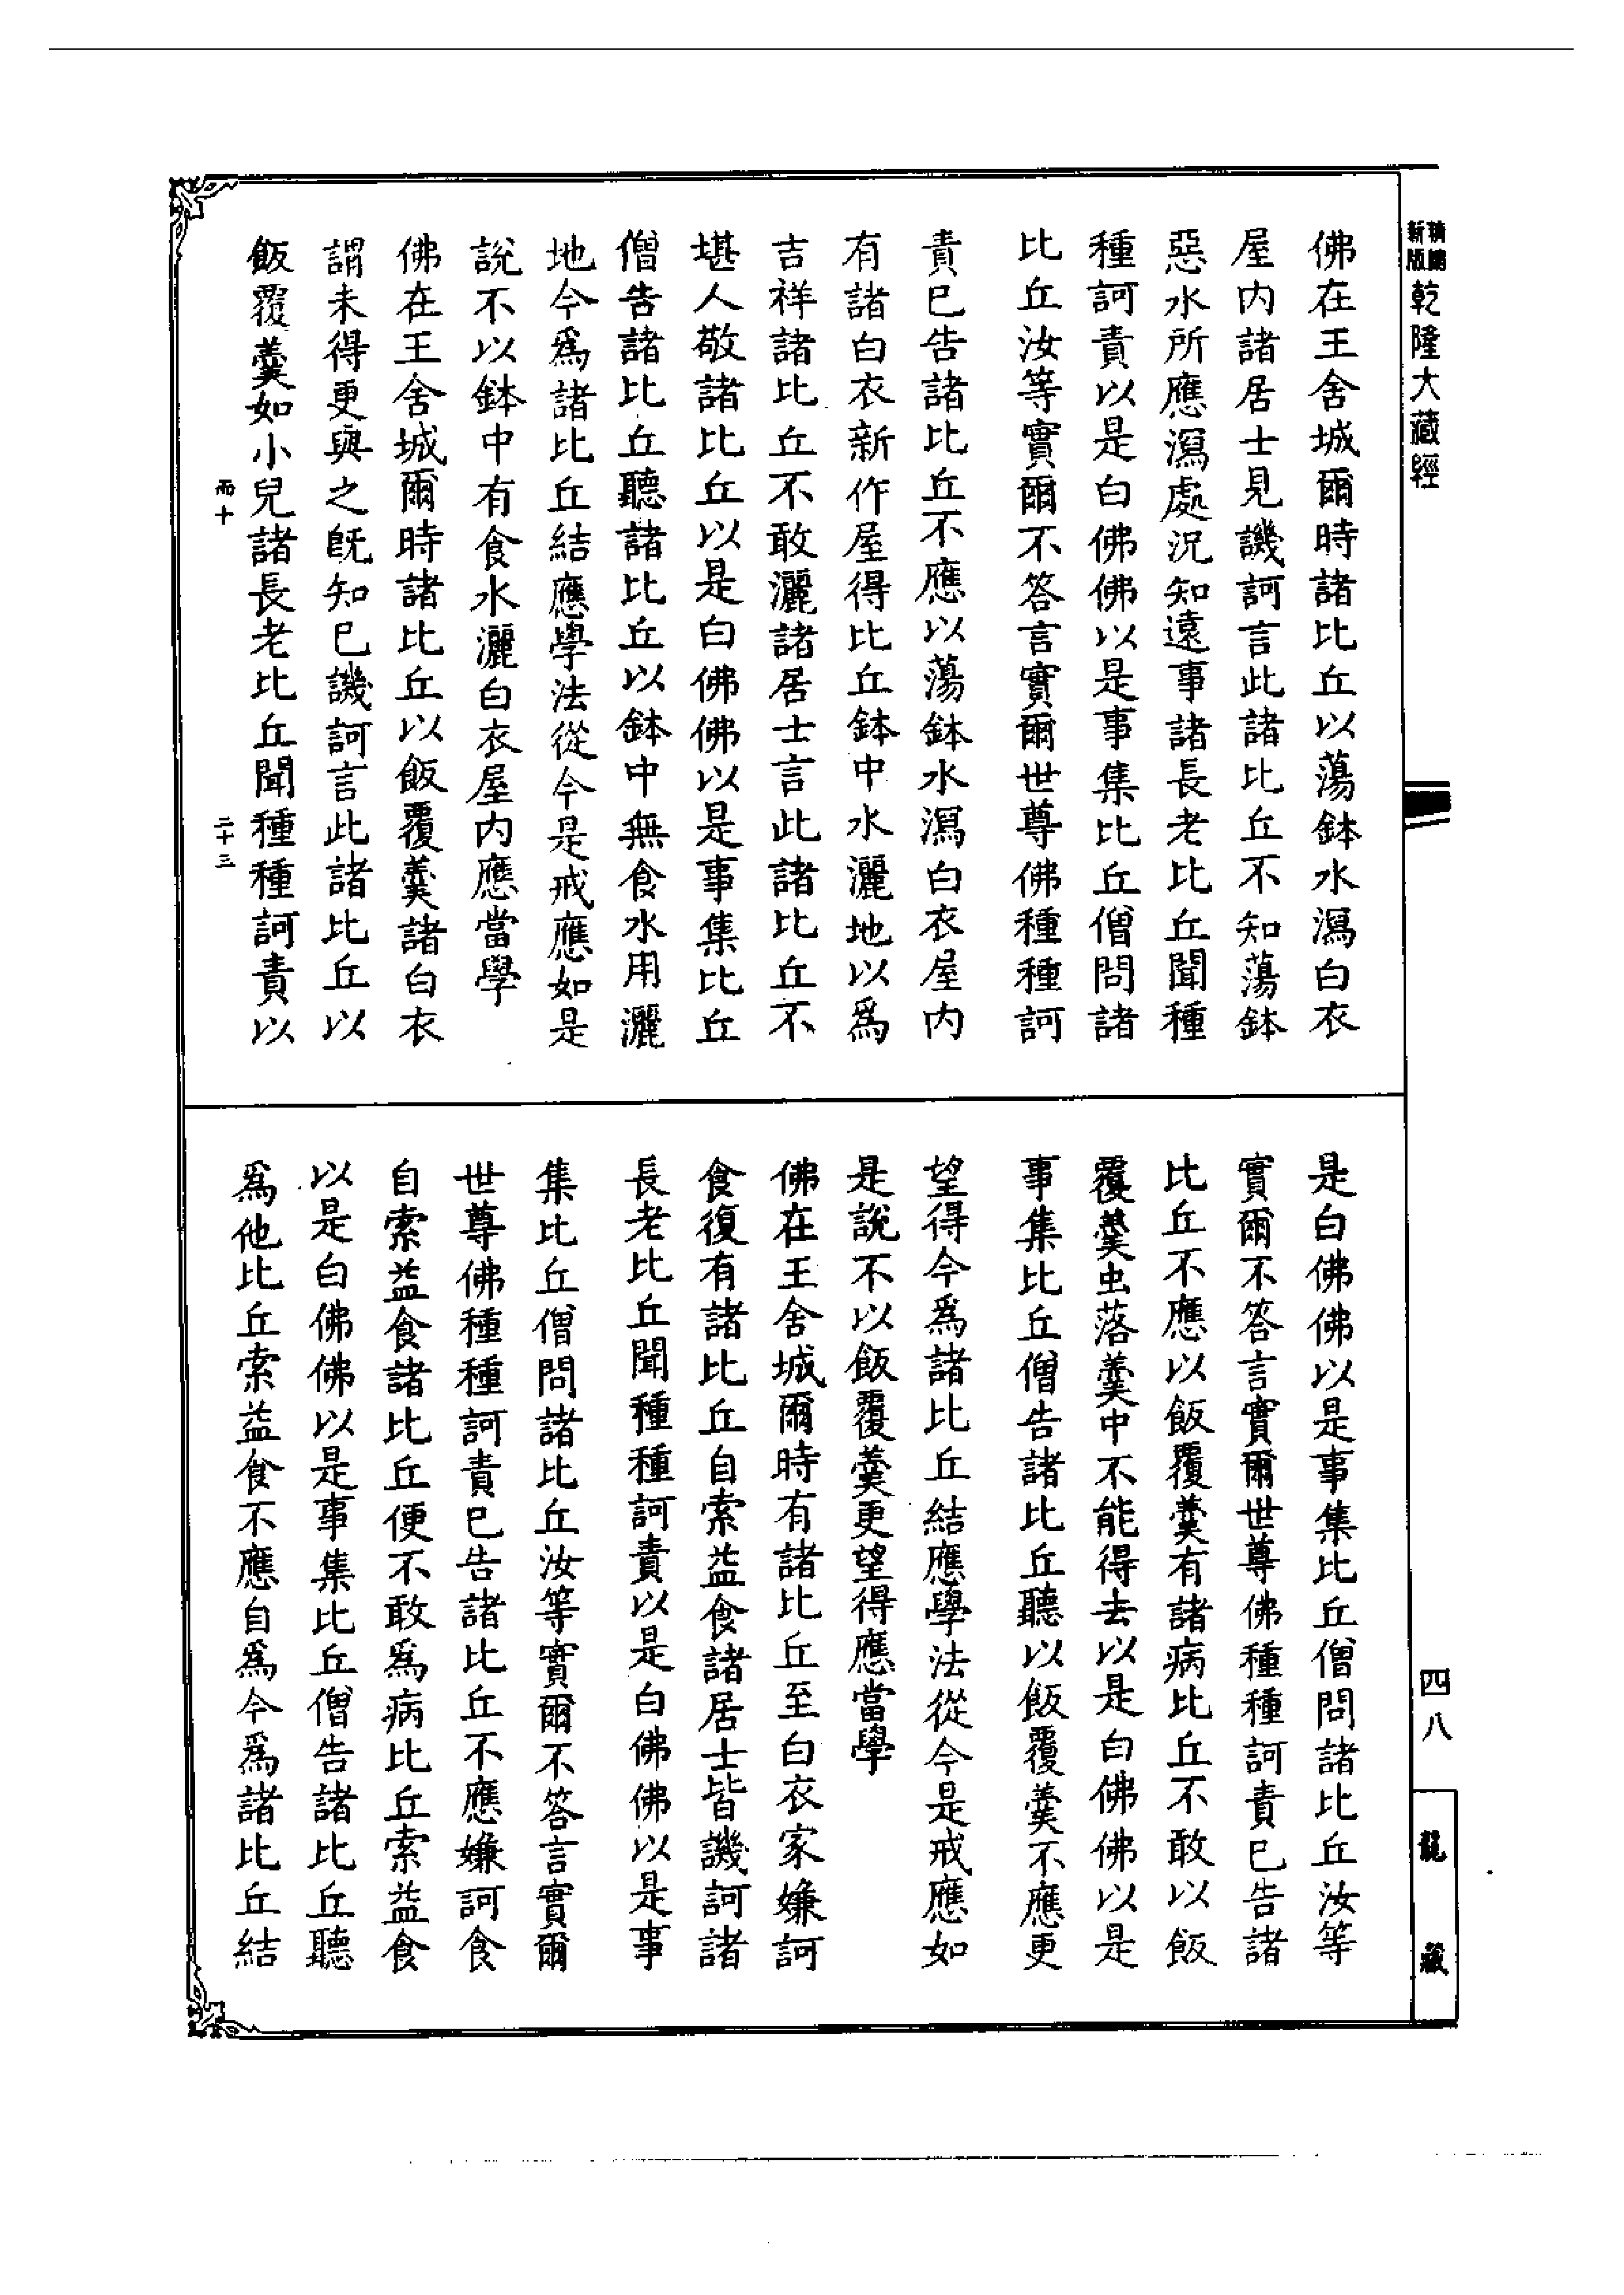 新版
乾隆大藏經
佛在王舍城爾時諸比丘以蕩鉢水瀉白衣
屋内諸居士見譏訶言此諸比丘不知蕩鉢
惡水所應瀉處況知遠事諸長老比丘聞種
種訶責以是白佛佛以是事集比丘僧問諸
比丘汝等實爾不答言實爾世尊佛種種訶
責已告諸比丘不應以蕩鉢水瀉白衣屋内
有諸白衣新作屋得比丘鉢中水灑地以爲
吉祥諸比丘不敢灑諸居士言此諸比丘不
堪人敬諸比丘以是白佛佛以是事集比丘
僧告諸比丘聽諸比丘以鉢中無食水用灑
地今爲諸比丘結應學法從今是戒應如是
說不以鉢中有食水灑白衣屋内應當學
佛在王舍城爾時諸比丘以飯覆羹諸白衣
謂未得更與之旣知已譏訶言此諸比丘以
飯覆羹如小兒諸長老比丘聞種種訶責以
而十
二十三
是白佛佛以是事集比丘僧問諸比丘汝等
實爾不答言實爾世尊佛種種訶責已告諸
比丘不應以飯覆羹有諸病比丘不敢以飯
覆羹虫落羹中不能得去以是白佛佛以是
事集比丘僧告諸比丘聽以飯覆羹不應更
望得今爲諸比丘結應學法從今是戒應如
是說不以飯覆羹更望得應當學
佛在王舍城爾時有諸比丘至白衣家嫌訶
食復有諸比丘自索益食諸居士皆譏訶諸
長老比丘聞種種訶責以是白佛佛以是事
集比丘僧問諸比丘汝等實爾不答言實爾
世尊佛種種訶責已告諸比丘不應嫌訶食
自索益食諸比丘便不敢爲病比丘索益食
以是白佛佛以是事集比丘僧告諸比丘聽
爲他比丘索益食不應自爲今爲諸比丘結
四八
龍藏